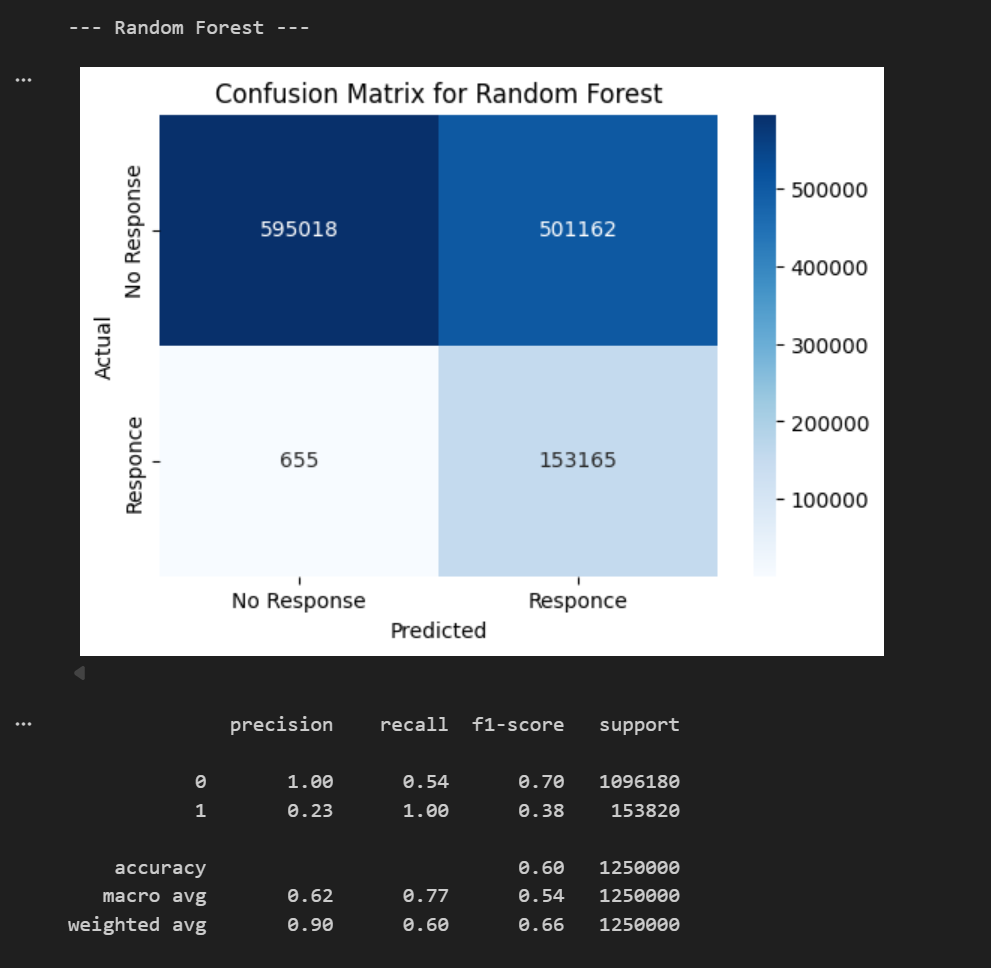 --- Random Forest ---
...
Confusion Matrix for Random Forest
No Response
595018
501162
500000
400000
300000
200000
100000
Actual
Responce
655
153165
No Response
Responce
Predicted
...
precision recall f1-score support
0 1.00 0.54 0.70 1096180
1 0.23 1.00 0.38 153820
accuracy 0.60 1250000
macro avg 0.62 0.77 0.54 1250000
weighted avg 0.90 0.60 0.66 1250000